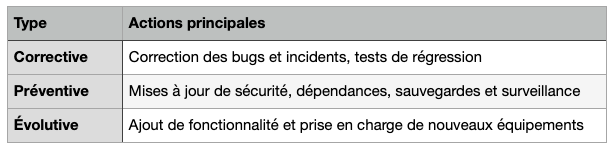 Type Actions principales
Corrective Correction des bugs et incidents, tests de régression
Préventive Mises à jour de sécurité, dépendances, sauvegardes et surveillance
Évolutive Ajout de fonctionnalité et prise en charge de nouveaux équipements